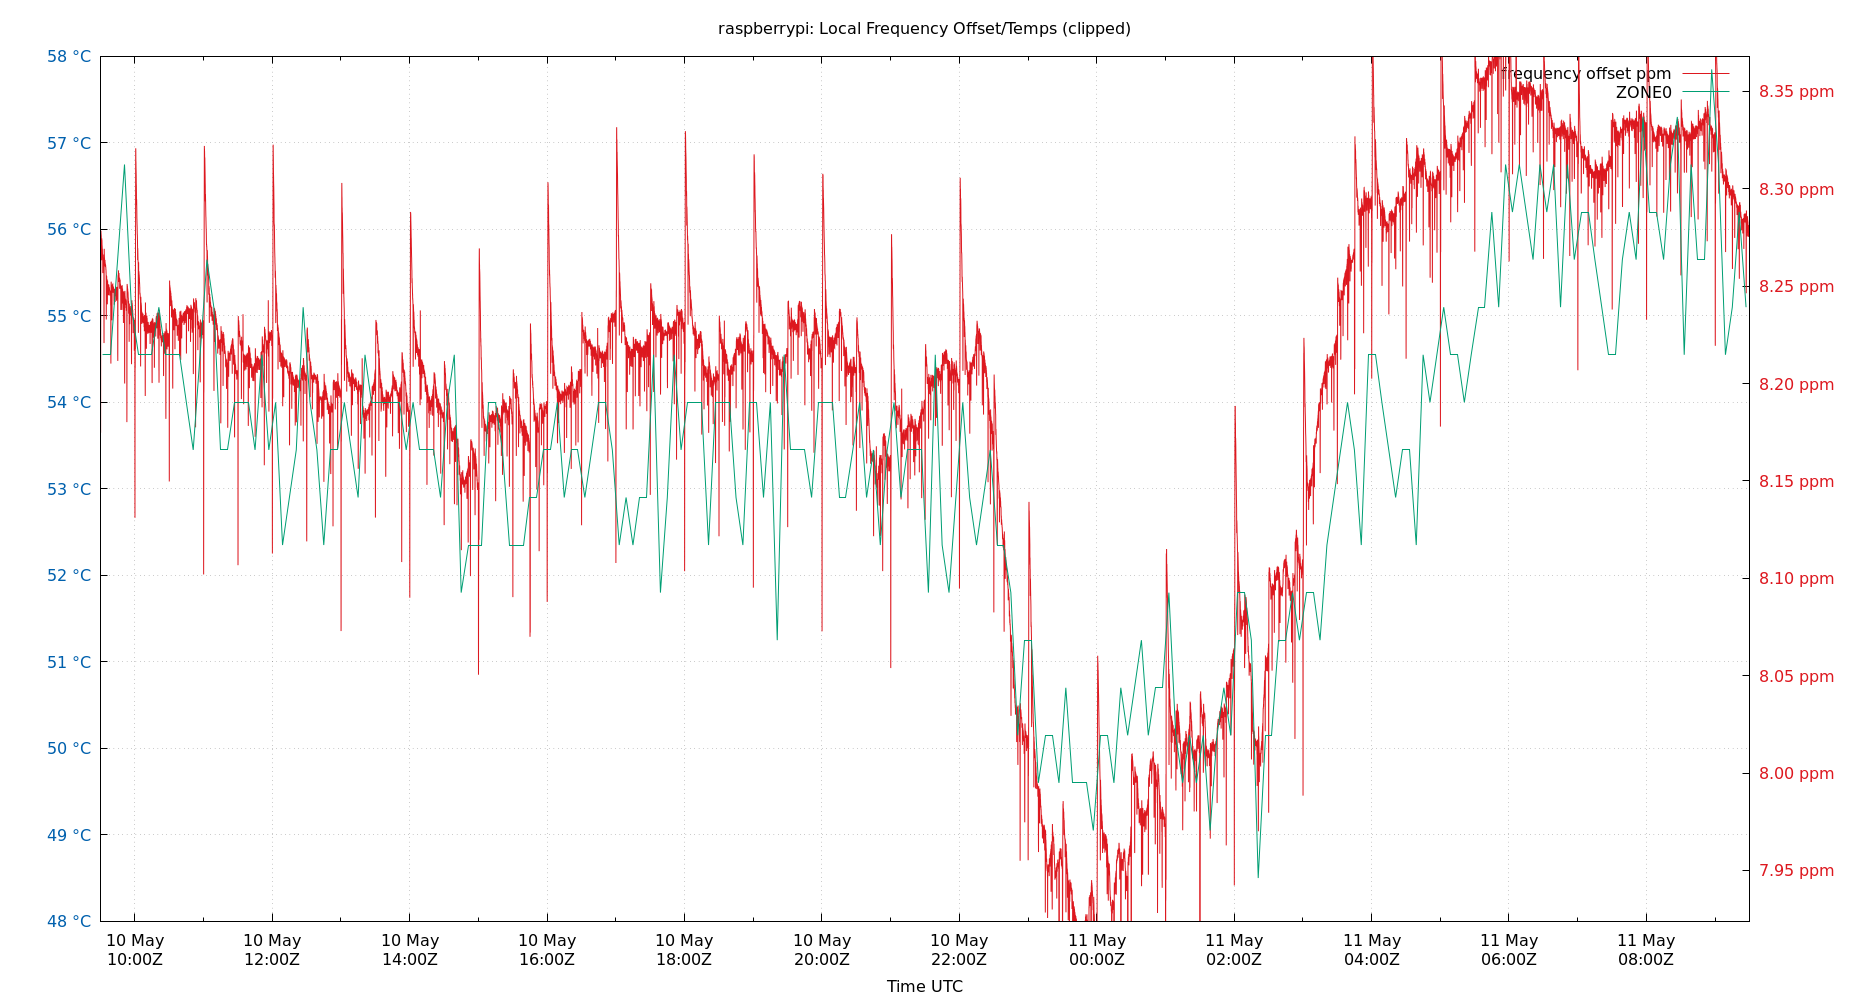 raspberrypi: Local Frequency Offset/Temps (clipped)
frequency offset ppm
ZONE0
58 °C
57 °C
56 °C
55 °C
54 °C
53 °C
52 °C
51 °C
50 °C
49 °C
48 °C
8.35 ppm
8.30 ppm
8.25 ppm
8.20 ppm
8.15 ppm
8.10 ppm
8.05 ppm
8.00 ppm
7.95 ppm
10 May 10 May 10 May 10 May 10 May 10 May 10 May 11 May 11 May 11 May 11 May 11 May
10:00Z 12:00Z 14:00Z 16:00Z 18:00Z 20:00Z 22:00Z 00:00Z 02:00Z 04:00Z 06:00Z 08:00Z
Time UTC